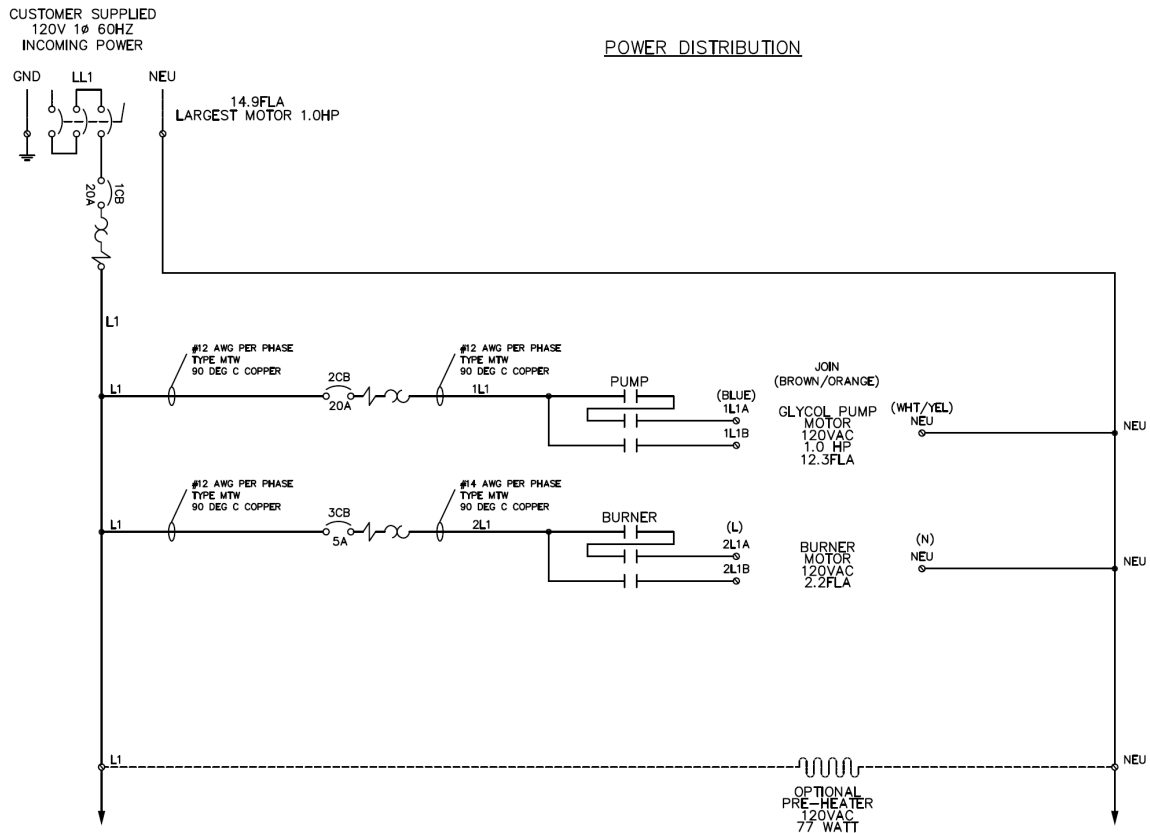 CUSTOMER SUPPLIED
120V 1ø 60HZ
INCOMING POWER
POWER DISTRIBUTION
GND
LL1
NEU
14.9FLA
LARGEST MOTOR 1.0HP
1CB
20A
L1
#12 AWG PER PHASE
TYPE MTW
90 DEG C COPPER
#12 AWG PER PHASE
TYPE MTW
90 DEG C COPPER
L1
2CB
20A
1L1
PUMP
(BLUE)
1L1A
1L1B
JOIN
(BROWN/ORANGE)
GLYCOL PUMP
MOTOR
120VAC
1.0 HP
12.3FLA
(WHT/YEL)
NEU
NEU
#12 AWG PER PHASE
TYPE MTW
90 DEG C COPPER
#14 AWG PER PHASE
TYPE MTW
90 DEG C COPPER
L1
3CB
5A
2L1
BURNER
(L)
2L1A
2L1B
BURNER
MOTOR
120VAC
2.2FLA
(N)
NEU
NEU
L1
NEU
OPTIONAL
PRE-HEATER
120VAC
77 WATT